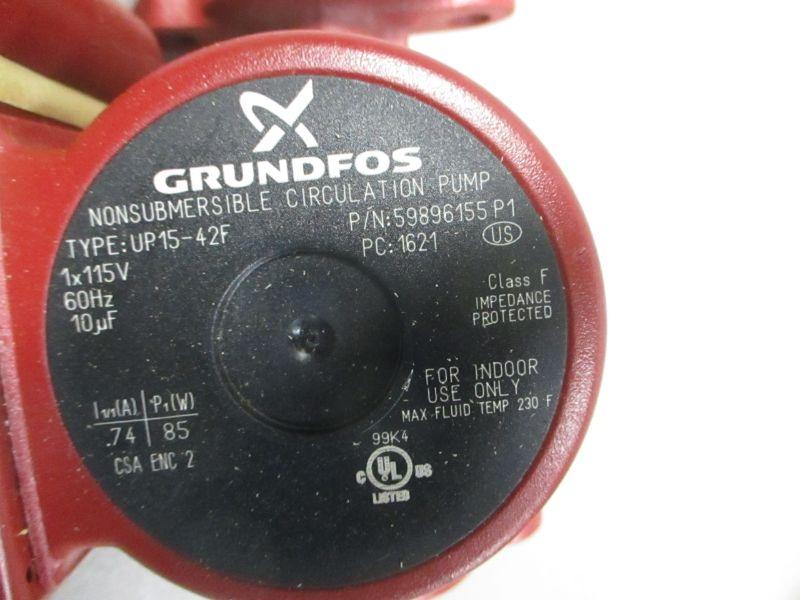 GRUNDFOS
NONSUBMERSIBLE CIRCULATION PUMP
TYPE:UP15-42F
P/N:59896155 P1
PC:1621
US
1x115V
60Hz
10µF
Class F
IMPEDANCE
PROTECTED
FOR INDOOR
USE ONLY
MAX FLUID TEMP 230 F
I1/1(A) P1(W)
.74 85
CSA ENC 2
99K4
C UL US
LISTED